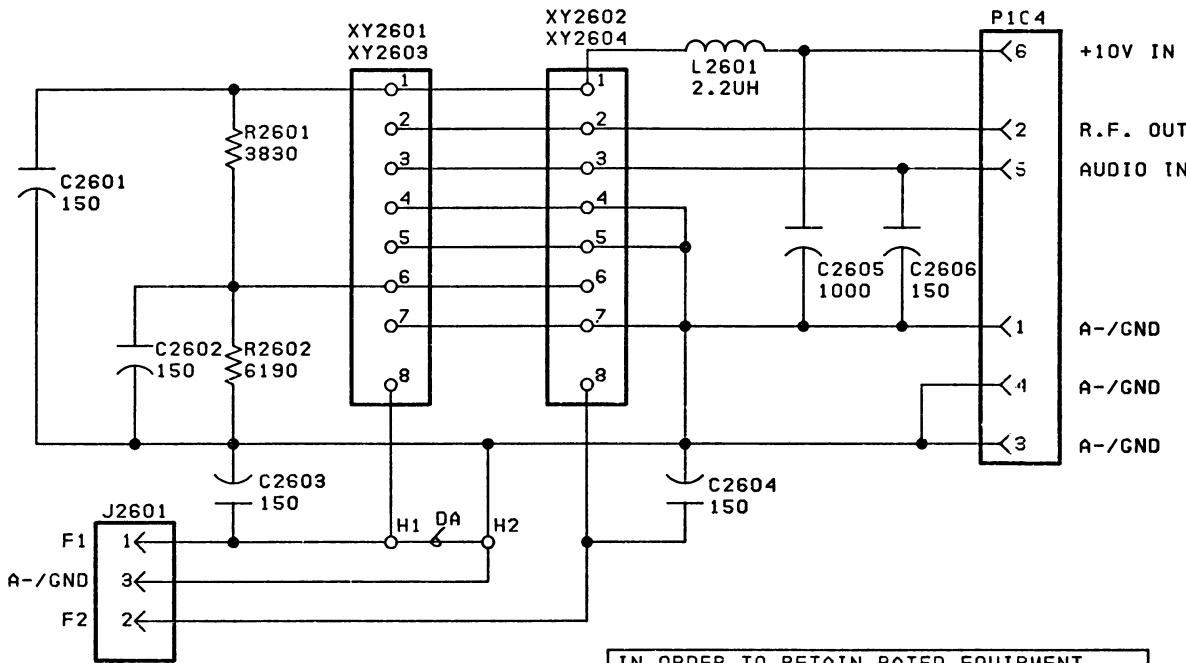 XY2601
XY2603
XY2602
XY2604
P1C4
1
2
3
4
5
6
7
8
1
2
3
4
5
6
7
8
L2601
2.2UH
6
+10V IN
2
R.F. OUT
5
AUDIO IN
1
A-/GND
4
A-/GND
3
A-/GND
R2601
3830
C2601
150
C2602
150
R2602
6190
C2605
1000
C2606
150
C2603
150
C2604
150
J2601
H1
DA
H2
F1
1
A-/GND
3
F2
2